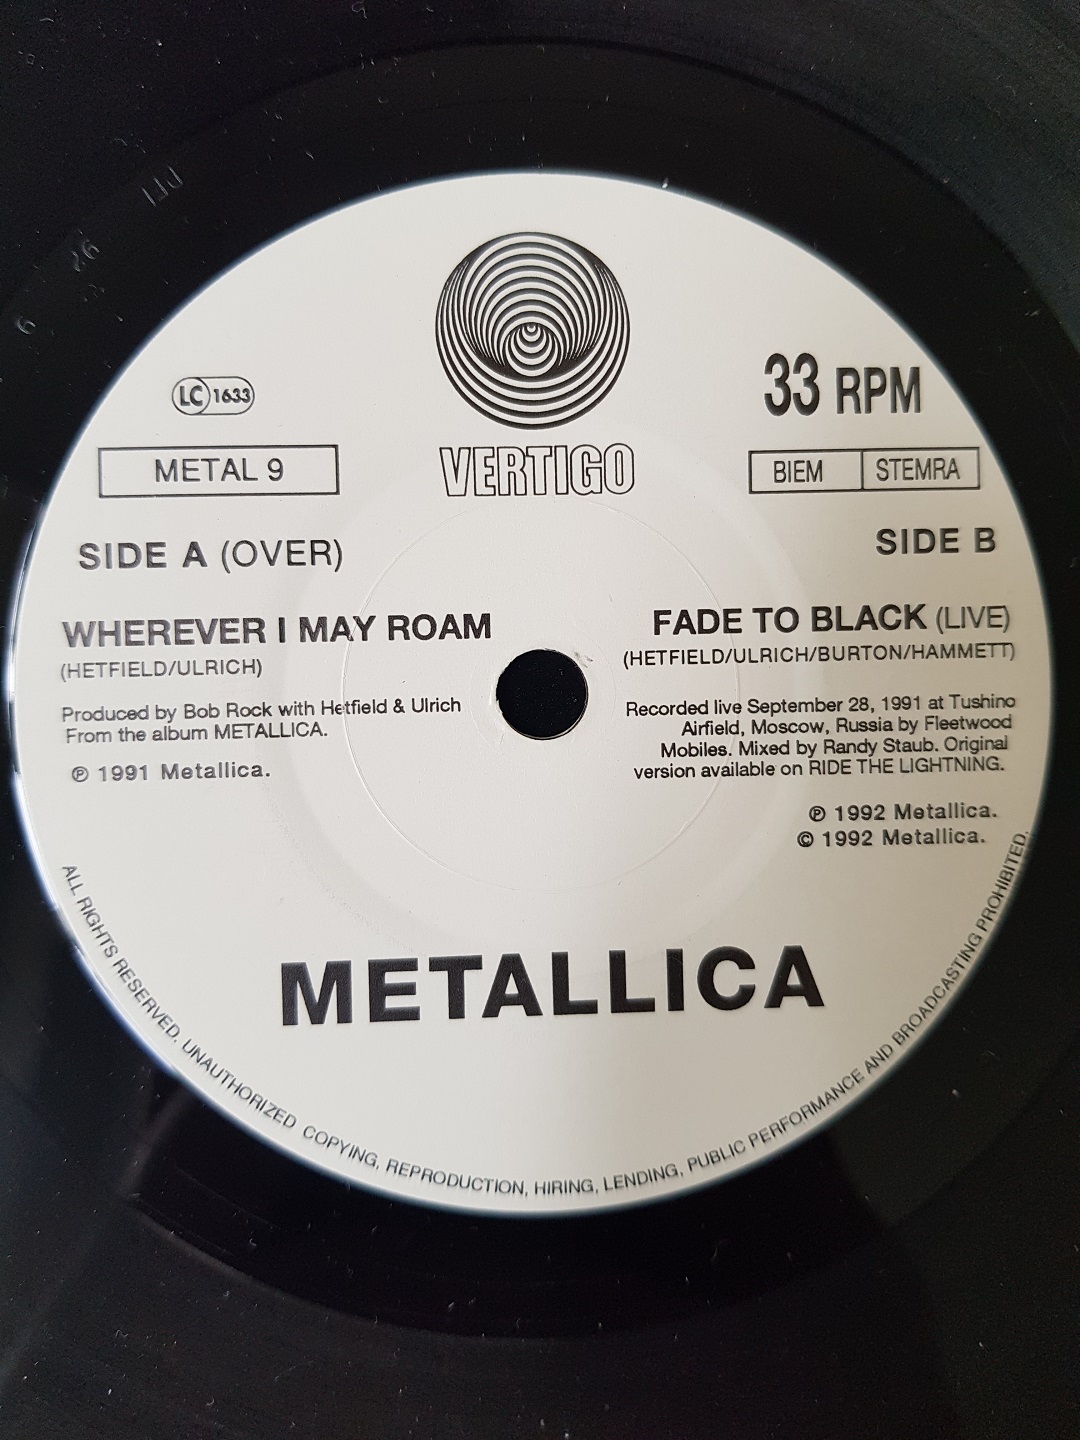 LC 1633
33 RPM
METAL 9
VERTIGO
BIEM STEMRA
SIDE A (OVER)
SIDE B
WHEREVER I MAY ROAM
(HETFIELD/ULRICH)
Produced by Bob Rock with Hetfield & Ulrich
From the album METALLICA.
℗ 1991 Metallica.
FADE TO BLACK (LIVE)
(HETFIELD/ULRICH/BURTON/HAMMETT)
Recorded live September 28, 1991 at Tushino
Airfield, Moscow, Russia by Fleetwood
Mobiles. Mixed by Randy Staub. Original
version available on RIDE THE LIGHTNING.
℗ 1992 Metallica.
© 1992 Metallica.
METALLICA
ALL RIGHTS RESERVED. UNAUTHORIZED COPYING, REPRODUCTION, HIRING, LENDING, PUBLIC PERFORMANCE AND BROADCASTING PROHIBITED.